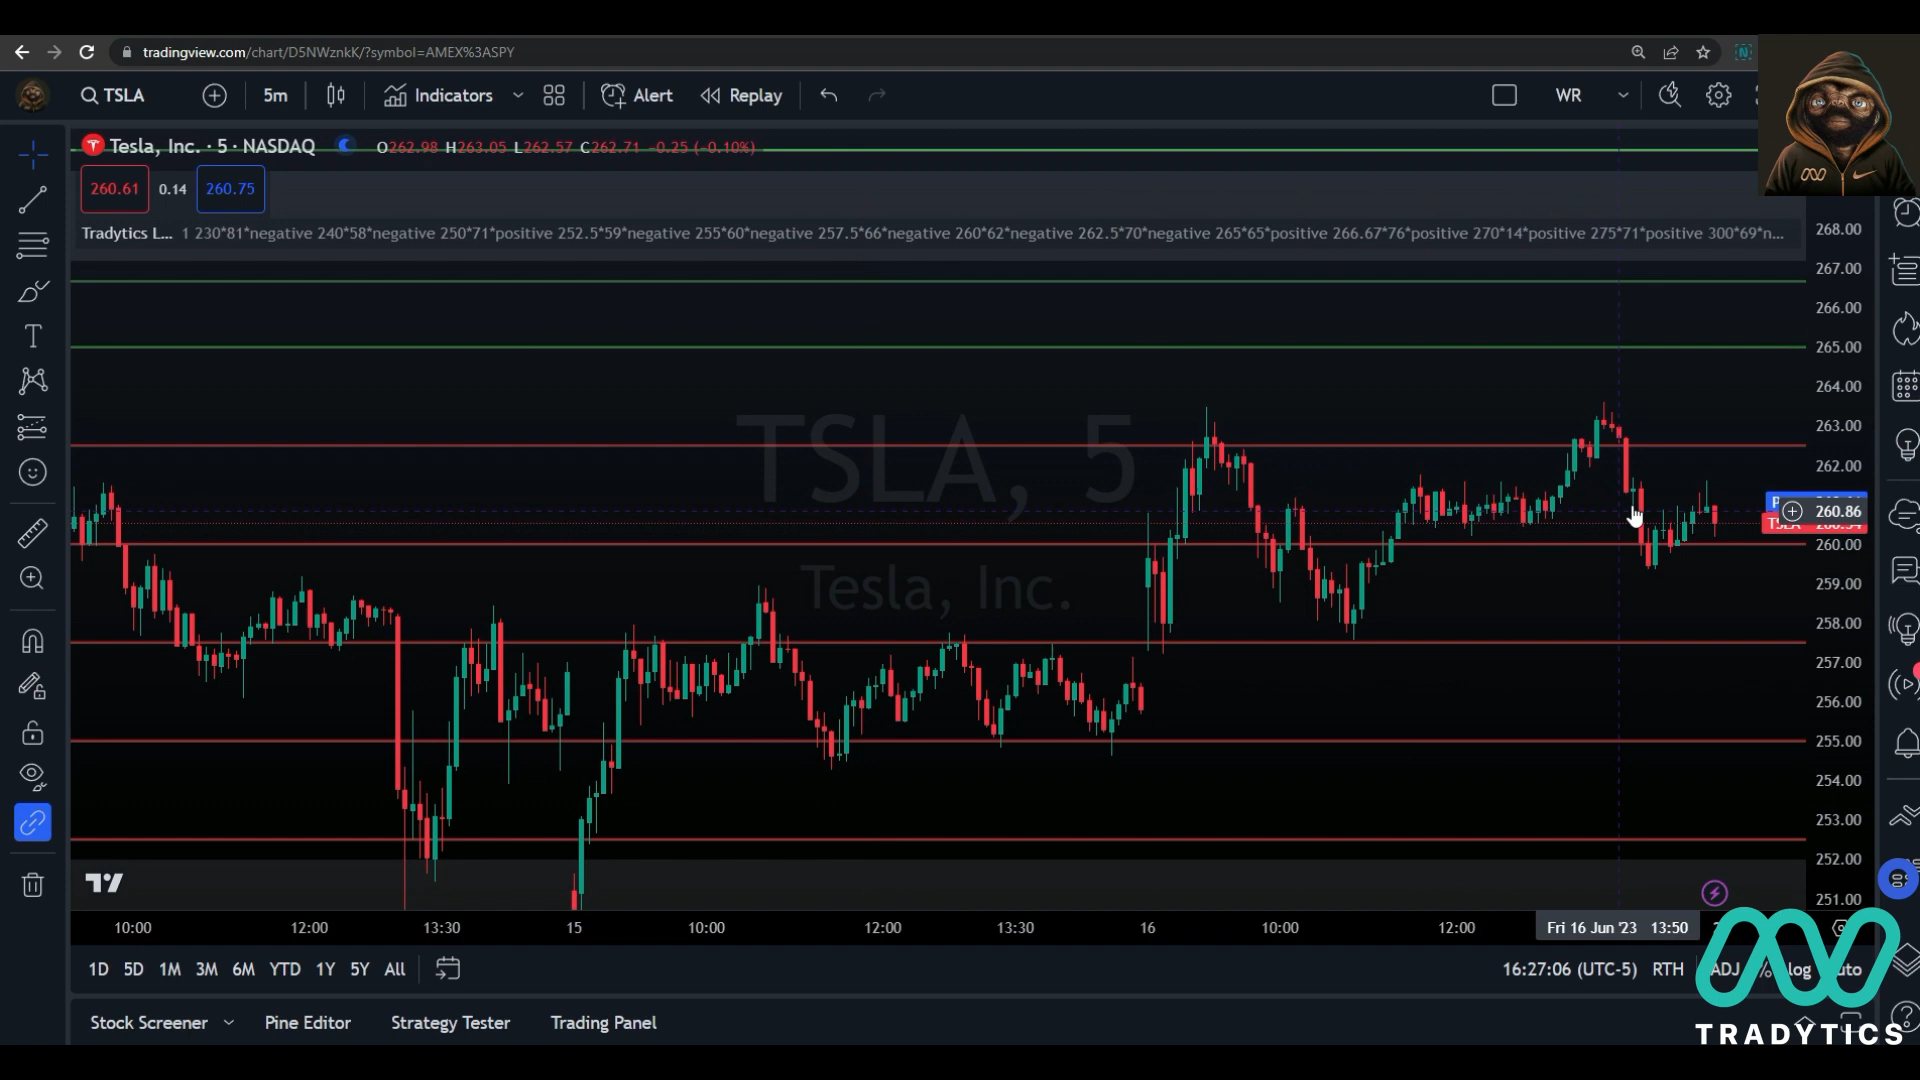 tradingview.com/chart/D5NWznkK/?symbol=AMEX%3ASPY
TSLA
5m
Indicators
Alert
Replay
WR
Tesla, Inc. · 5 · NASDAQ
O262.98 H263.05 L262.57 C262.71 −0.25 (−0.10%)
260.61
0.14
260.75
Tradytics L... 1 230*81*negative 240*58*negative 250*71*positive 252.5*59*negative 255*60*negative 257.5*66*negative 260*62*negative 262.5*70*negative 265*65*positive 266.67*76*positive 270*14*positive 275*71*positive 300*69*n...
268.00
267.00
266.00
265.00
264.00
263.00
262.00
260.86
TSLA
260.00
259.00
258.00
257.00
256.00
255.00
254.00
253.00
252.00
251.00
TSLA, 5
Tesla, Inc.
10:00
12:00
13:30
15
10:00
12:00
13:30
16
10:00
12:00
Fri 16 Jun '23 13:50
1D 5D 1M 3M 6M YTD 1Y 5Y All
16:27:06 (UTC-5)
RTH
ADJ
%
log
Stock Screener
Pine Editor
Strategy Tester
Trading Panel
TRADYTICS